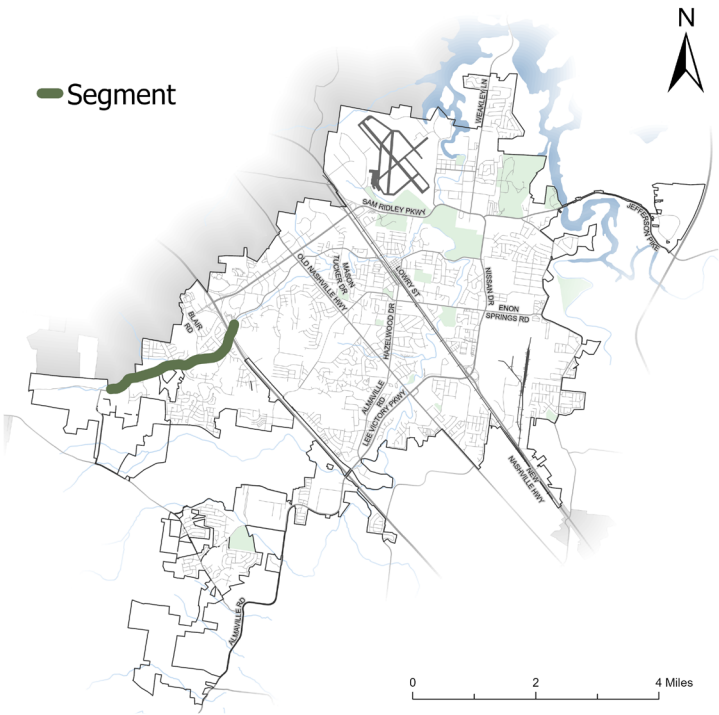 N
Segment
WEAKLEY LN
SAM RIDLEY PKWY
JEFFERSON PIKE
OLD NASHVILLE HWY
MASON
TUCKER DR
LOWRY ST
NISSAN DR
BLAIR
RD
HAZELWOOD DR
ENON
SPRINGS RD
ALMAVILLE
RD
LEE VICTORY PKWY
NEW
NASHVILLE HWY
ALMAVILLE RD
0 2 4 Miles